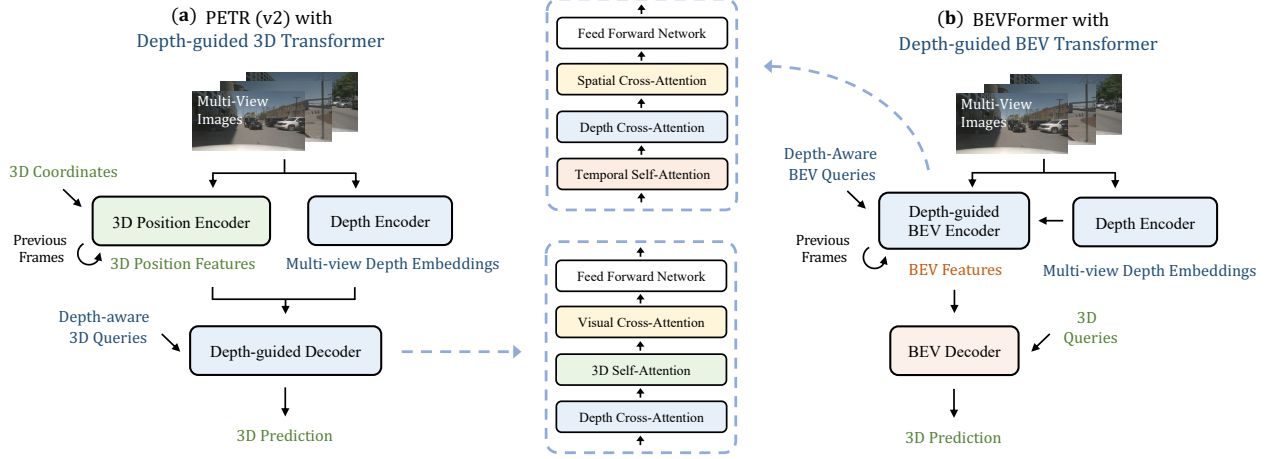 (a) PETR (v2) with
Depth-guided 3D Transformer
Multi-View
Images
3D Coordinates
3D Position Encoder
Depth Encoder
Previous
Frames
3D Position Features
Multi-view Depth Embeddings
Depth-aware
3D Queries
Depth-guided Decoder
3D Prediction
Feed Forward Network
Spatial Cross-Attention
Depth Cross-Attention
Temporal Self-Attention
Feed Forward Network
Visual Cross-Attention
3D Self-Attention
Depth Cross-Attention
(b) BEVFormer with
Depth-guided BEV Transformer
Multi-View
Images
Depth-Aware
BEV Queries
Depth-guided
BEV Encoder
Depth Encoder
Previous
Frames
BEV Features
Multi-view Depth Embeddings
3D
Queries
BEV Decoder
3D Prediction